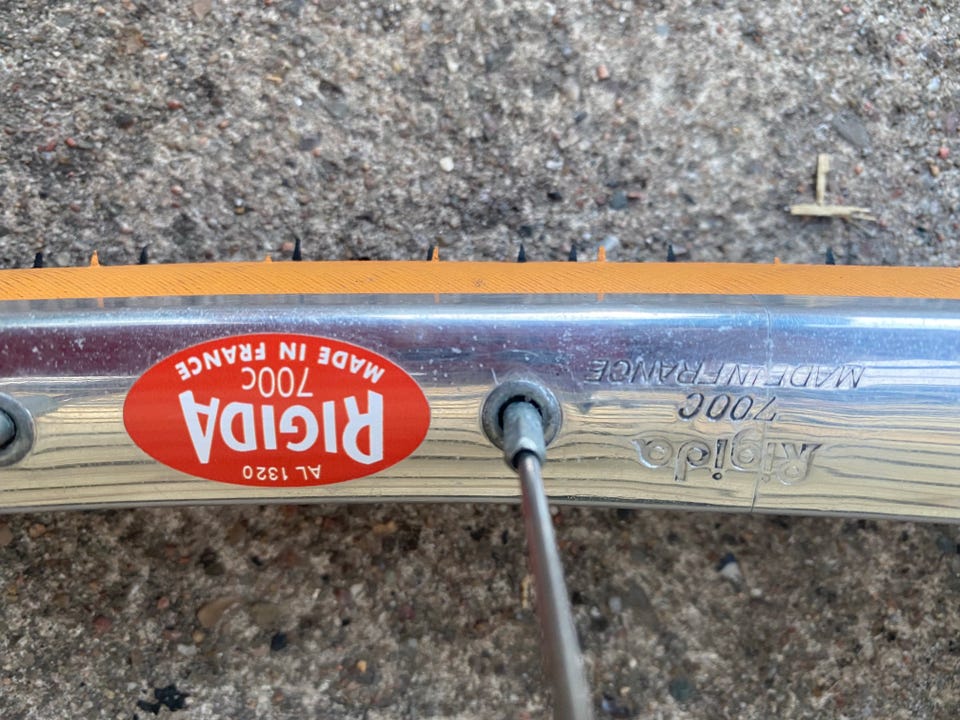 AL 1320
RIGIDA
700c
MADE IN FRANCE
Rigida
700C
MADE IN FRANCE